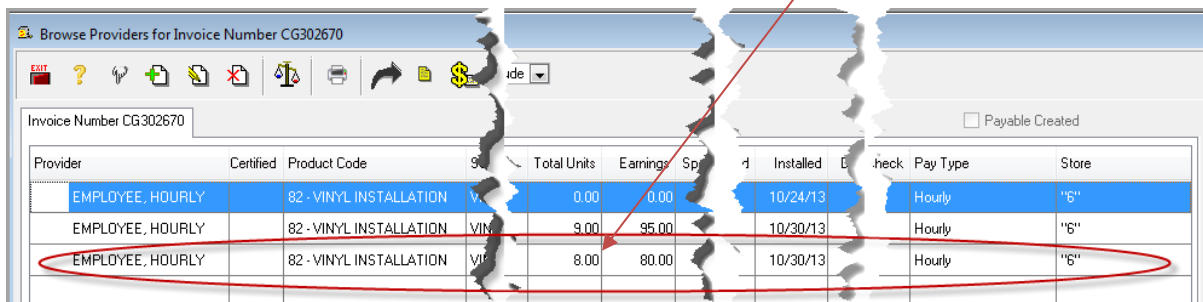 Browse Providers for Invoice Number CG302670
EXIT
Invoice Number CG302670
Payable Created
Provider Certified Product Code Total Units Earnings Installed Pay Type Store
EMPLOYEE, HOURLY 82 - VINYL INSTALLATION 0.00 0.00 10/24/13 Hourly "6"
EMPLOYEE, HOURLY 82 - VINYL INSTALLATION VIN 9.00 95.00 10/30/13 Hourly "6"
EMPLOYEE, HOURLY 82 - VINYL INSTALLATION 8.00 80.00 10/30/13 Hourly "6"